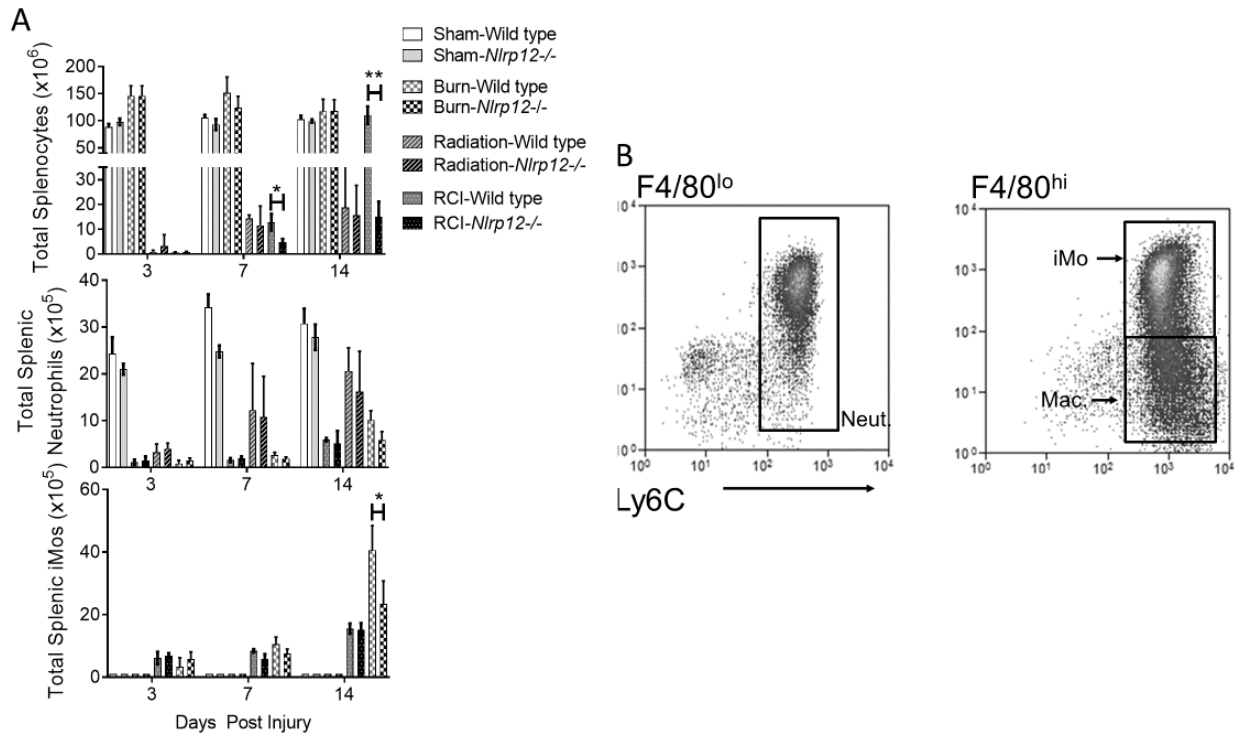 A
Sham-Wild type
Sham-Nlrp12-/-
Burn-Wild type
Burn-Nlrp12-/-
Radiation-Wild type
Radiation-Nlrp12-/-
RCI-Wild type
RCI-Nlrp12-/-
Total Splenocytes (x10⁶)
200
150
100
50
30
20
10
0
3
7
14
*
**
Total Splenic
Neutrophils (x10⁵)
40
30
20
10
0
3
7
14
Total Splenic iMos (x10⁵)
60
40
20
0
3
7
14
*
Days Post Injury
B
F4/80ˡᵒ
10⁴
10³
10²
10¹
10⁰
10⁰ 10¹ 10² 10³ 10⁴
Neut.
Ly6C
F4/80ʰⁱ
10⁴
10³
10²
10¹
10⁰
10⁰ 10¹ 10² 10³ 10⁴
iMo
Mac.